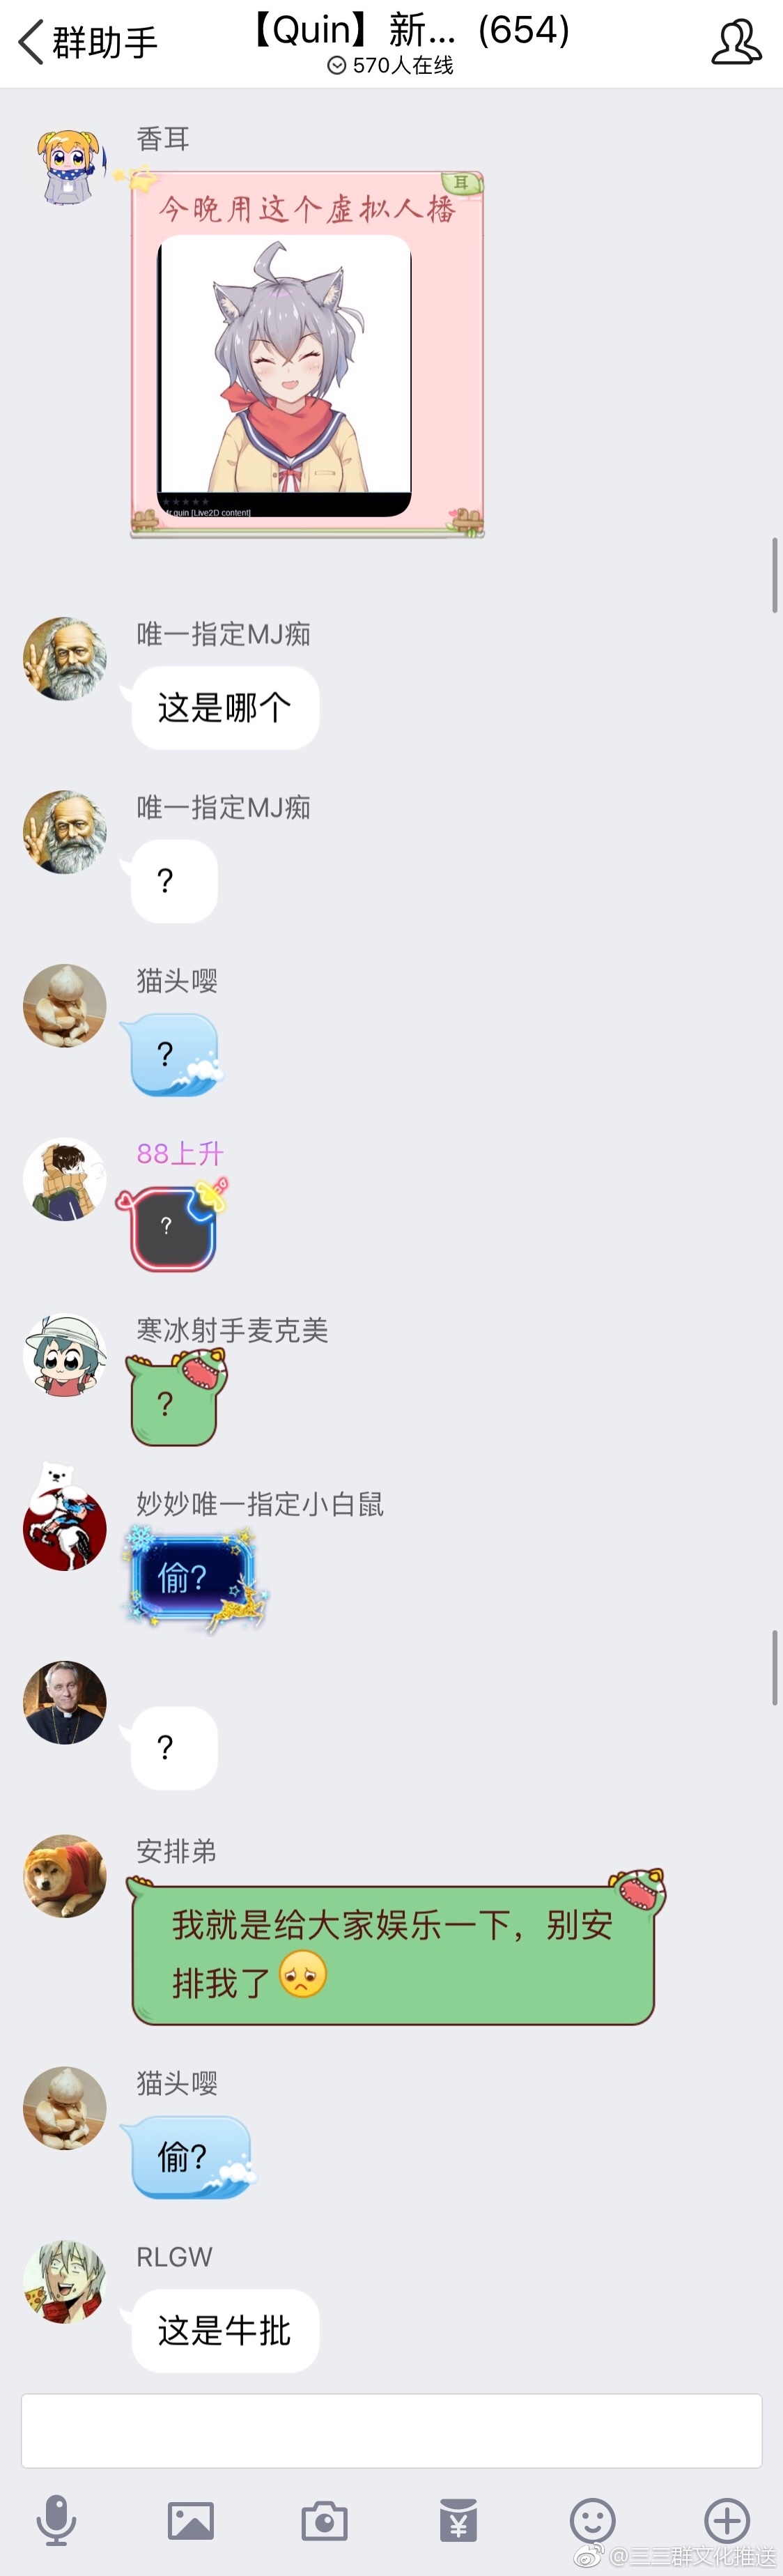 群助手
【Quin】新... (654)
570人在线
香耳
耳
今晚用这个虚拟人播
★★★★★
fr.quin [Live2D content]
唯一指定MJ痴
这是哪个
唯一指定MJ痴
?
猫头嘤
?
88上升
?
寒冰射手麦克美
?
妙妙唯一指定小白鼠
偷?
?
安排弟
我就是给大家娱乐一下，别安
排我了
猫头嘤
偷?
RLGW
这是牛批
@三三群文化推送